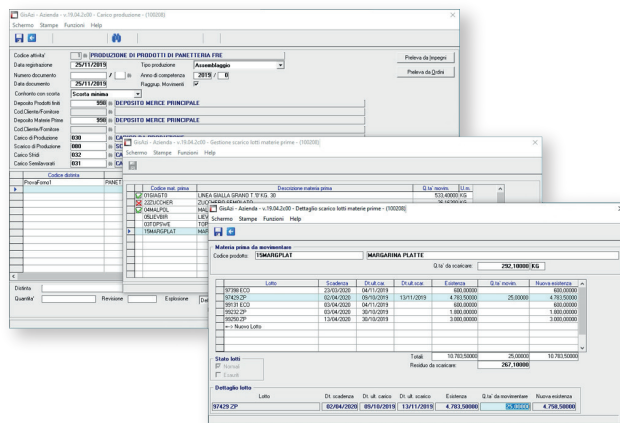 GisAzi - Azienda - v.19.04.2c00 - Carico produzione - (100208)
Schermo Stampe Funzioni Help
Codice attivita' 1 PRODUZIONE DI PRODOTTI DI PANETTERIA FRE
Data registrazione 25/11/2019 Tipo produzione Assemblaggio Preleva da Impegni
Numero documento / Anno di competenza 2019 / 0 Preleva da Ordini
Data documento 25/11/2019 Raggrup. Movimenti
Confronto con scorta Scorta minima
Deposito Prodotti finiti 990 DEPOSITO MERCE PRINCIPALE
Cod.Cliente/Fornitore
Deposito Materie Prime 990 DEPOSITO MERCE PRINCIPALE
Cod.Cliente/Fornitore
Carico di Produzione 030
Scarico di Produzione 080
Carico Sfridi 032
Carico Semilavorati 031
Codice distinta
ProvaForno1 PANET
Distinta
Quantita' Revisione Esplosione
GisAzi - Azienda - v.19.04.2c00 - Gestione scarico lotti materie prime - (100208)
Schermo Stampe Funzioni Help
Codice mat. prima Descrizione materia prima Q.ta' movim. U.m.
01GIAGT0 LINEA GIALLA GRAND T.'0'KG. 30 533,40000 KG
22ZUCCHER ZUCCHERO SEMOLATO
04MALPOL
05LIEVBIR LIEV
03TOPSWE TOP
15MARGPLAT MAR
GisAzi - Azienda - v.19.04.2c00 - Dettaglio scarico lotti materie prime - (100208)
Schermo Stampe Funzioni Help
Materia prima da movimentare
Codice prodotto: 15MARGPLAT MARGARINA PLATTE
Q.ta' da scaricare: 292,10000 KG
Lotto Scadenza Dt.ult.car. Dt.ult.scar. Esistenza Q.ta' movim. Nuova esistenza
97398 ECO 23/03/2020 04/11/2019 600,00000 600,00000
97429 ZP 02/04/2020 09/10/2019 13/11/2019 4.783,50000 25,00000 4.758,50000
99131 ECO 03/04/2020 04/11/2019 600,00000 600,00000
99232 ZP 03/04/2020 30/10/2019 1.800,00000 1.800,00000
99250 ZP 13/04/2020 30/10/2019 3.000,00000 3.000,00000
<-> Nuovo Lotto
Stato lotti Totali: 10.783,50000 25,00000 10.783,50000
Normali Residuo da scaricare: 267,10000
Esauriti
Dettaglio lotto
Lotto Dt. scadenza Dt. ult. carico Dt. ult. scarico Esistenza Q.ta' da movimentare Nuova esistenza
97429 ZP 02/04/2020 09/10/2019 13/11/2019 4.783,50000 25,00000 4.758,50000